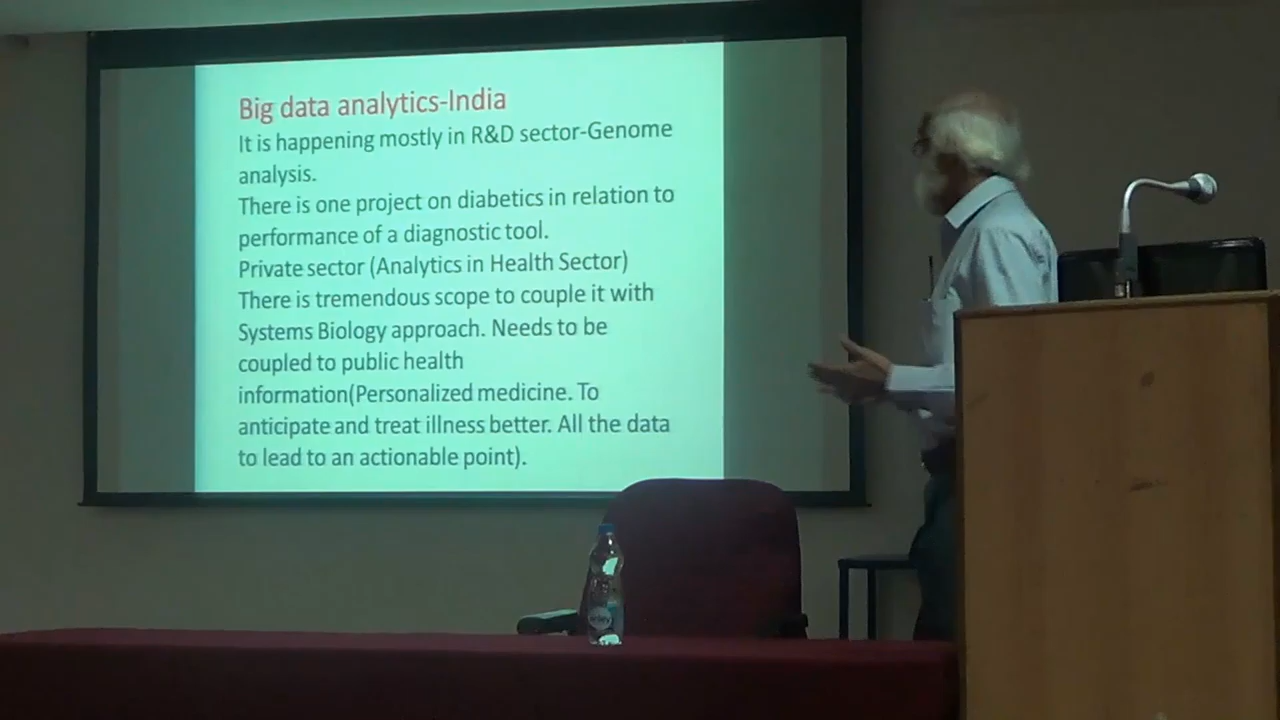 Big data analytics-India
It is happening mostly in R&D sector-Genome
analysis.
There is one project on diabetics in relation to
performance of a diagnostic tool.
Private sector (Analytics in Health Sector)
There is tremendous scope to couple it with
Systems Biology approach. Needs to be
coupled to public health
information(Personalized medicine. To
anticipate and treat illness better. All the data
to lead to an actionable point).